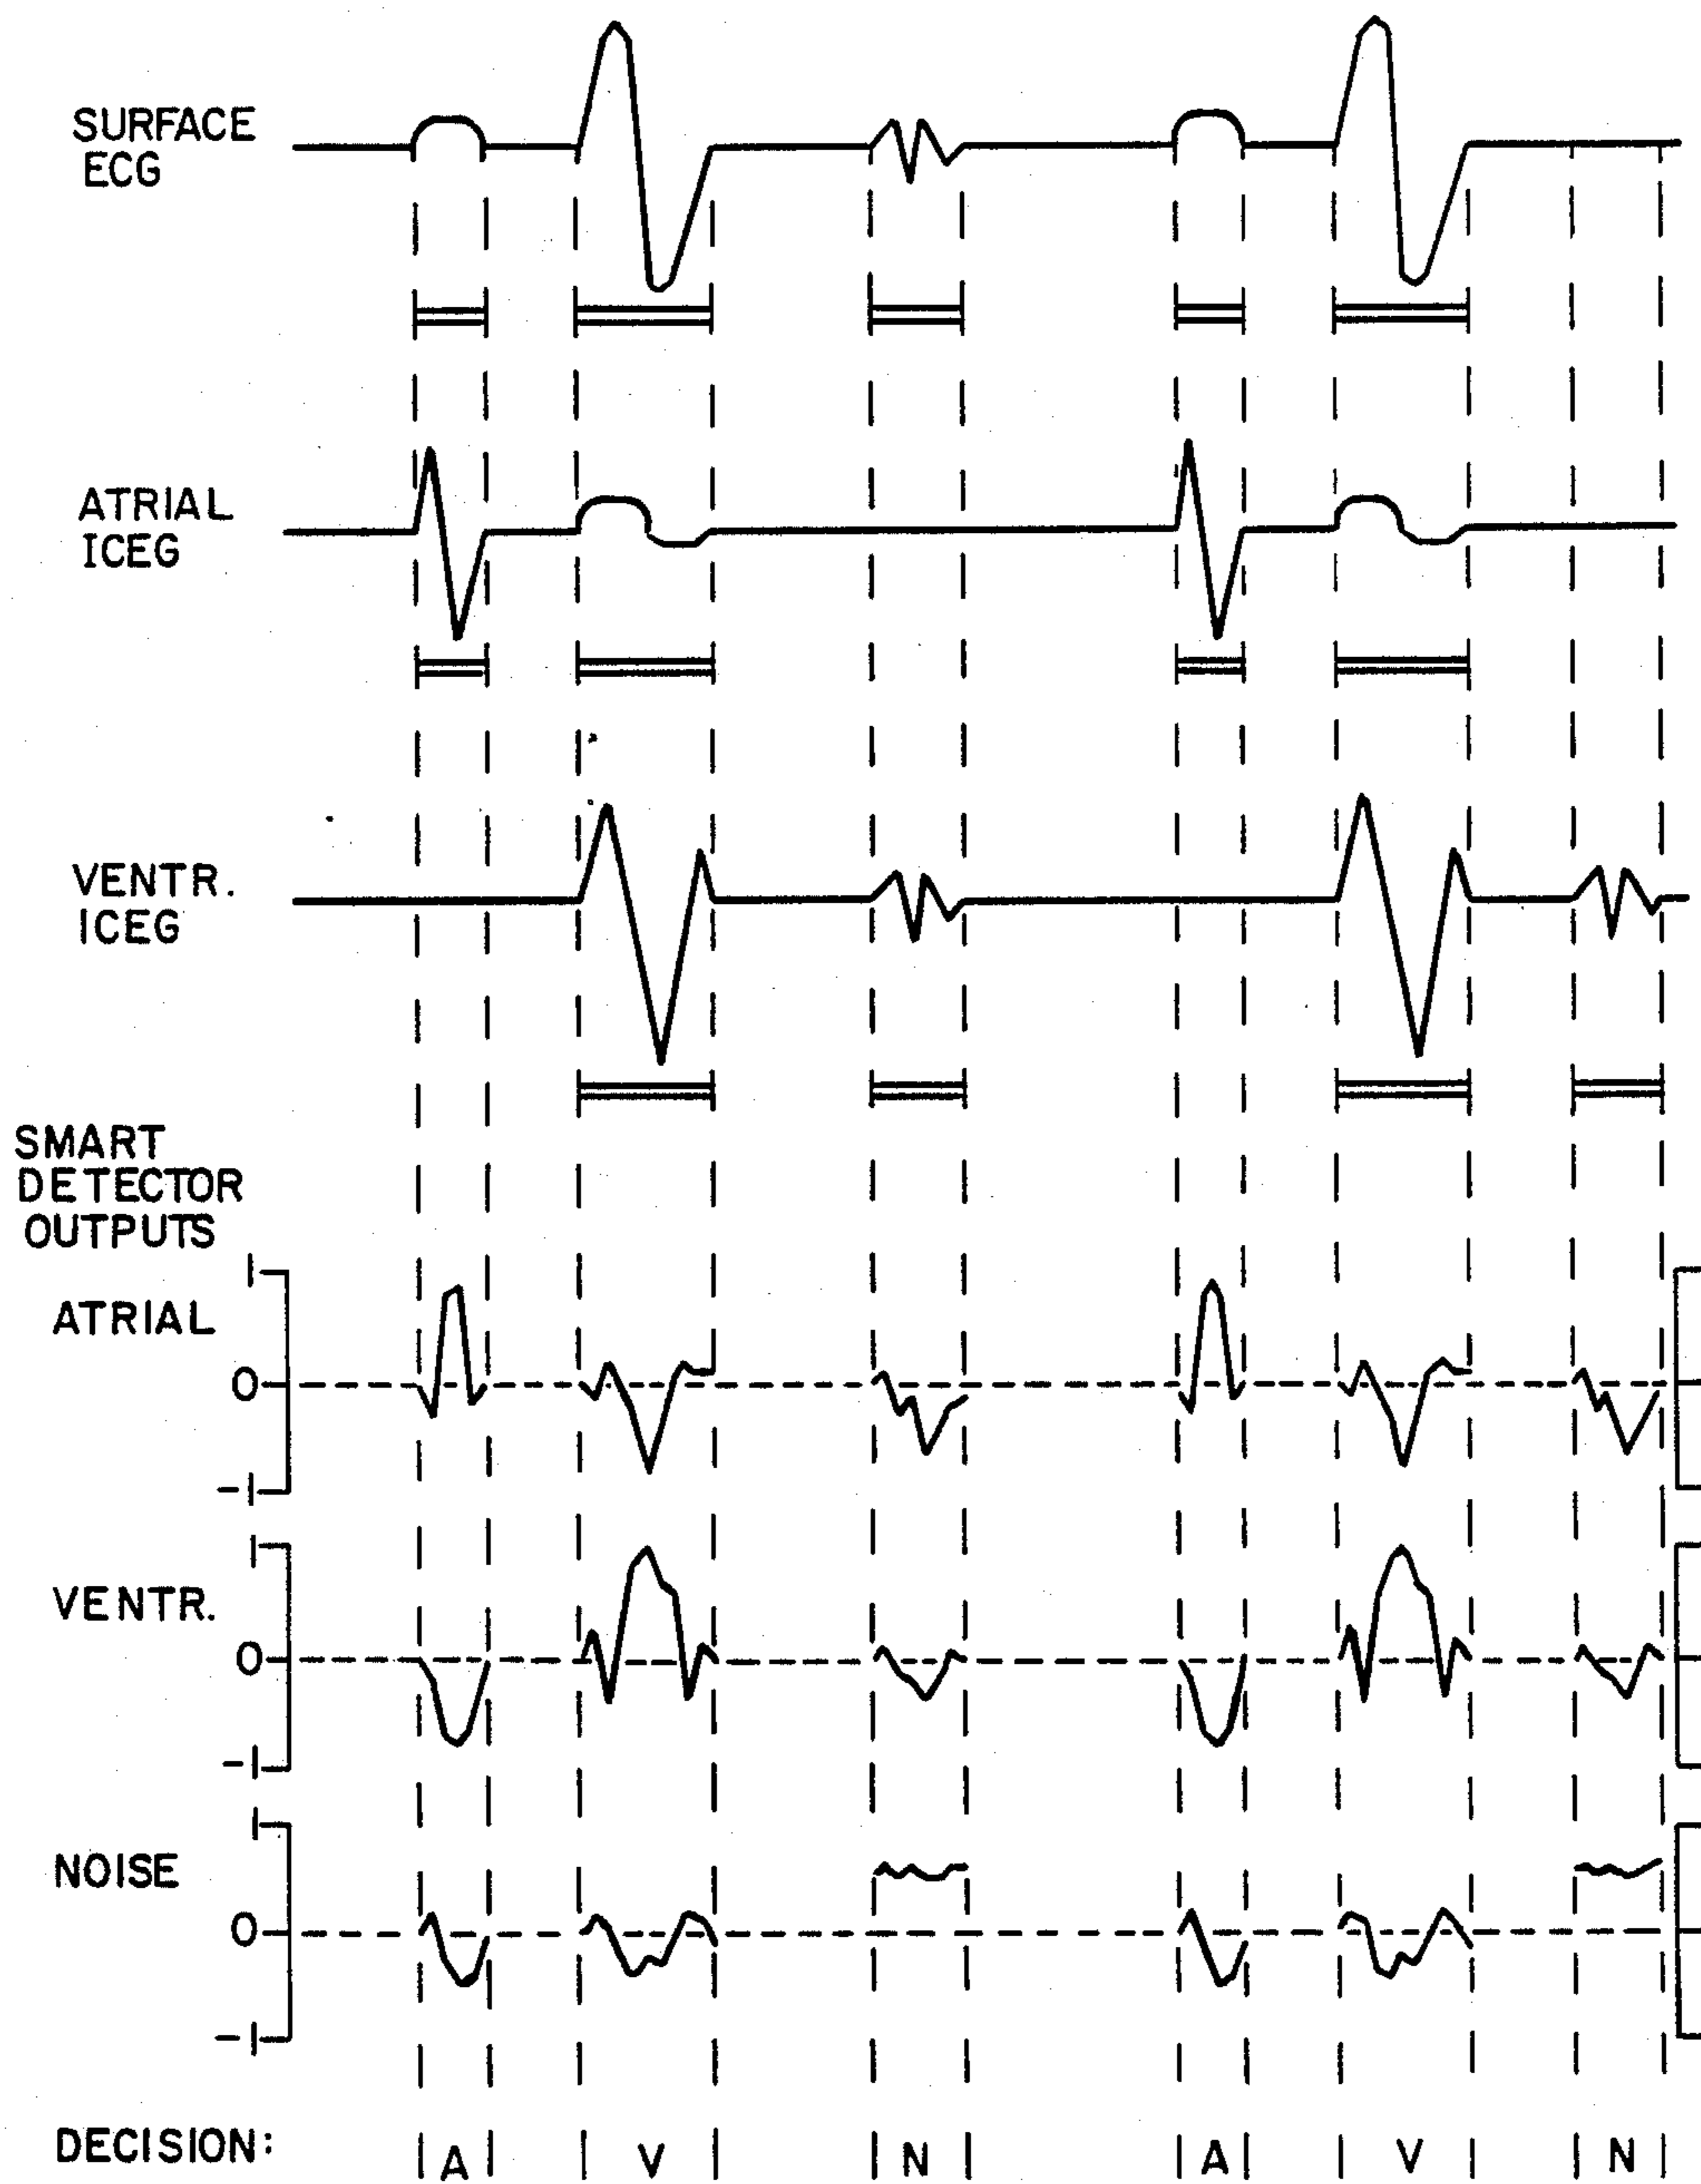 SURFACE
ECG
ATRIAL
ICEG
VENTR.
ICEG
SMART
DETECTOR
OUTPUTS
1
ATRIAL
0
-1
1
VENTR.
0
-1
1
NOISE
0
-1
DECISION: A V N A V N